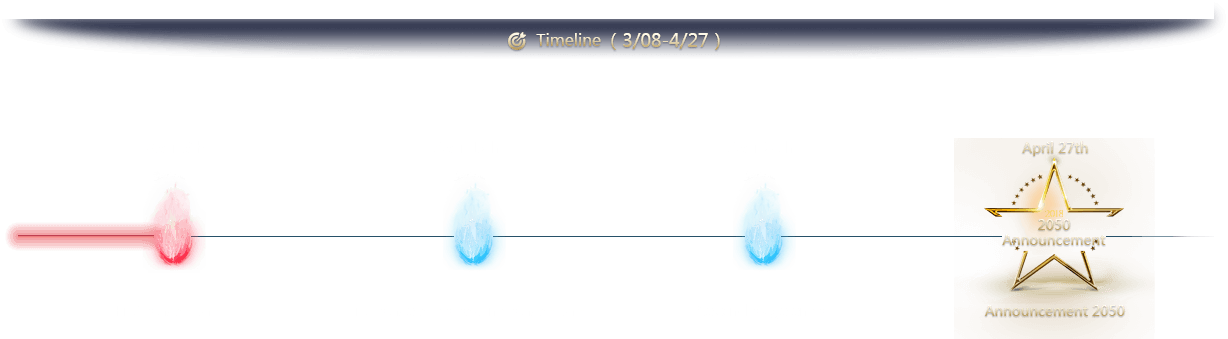 Timeline ( 3/08-4/27 )
April 27th
2050
Announcement
Announcement 2050